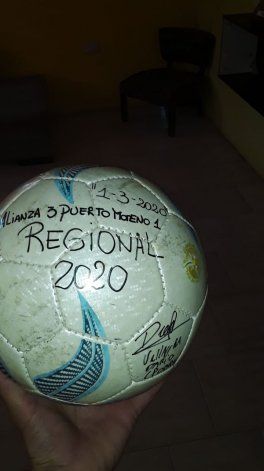 "1-3-2020
ALIANZA 3 PUERTO MORENO 1
REGIONAL
2020